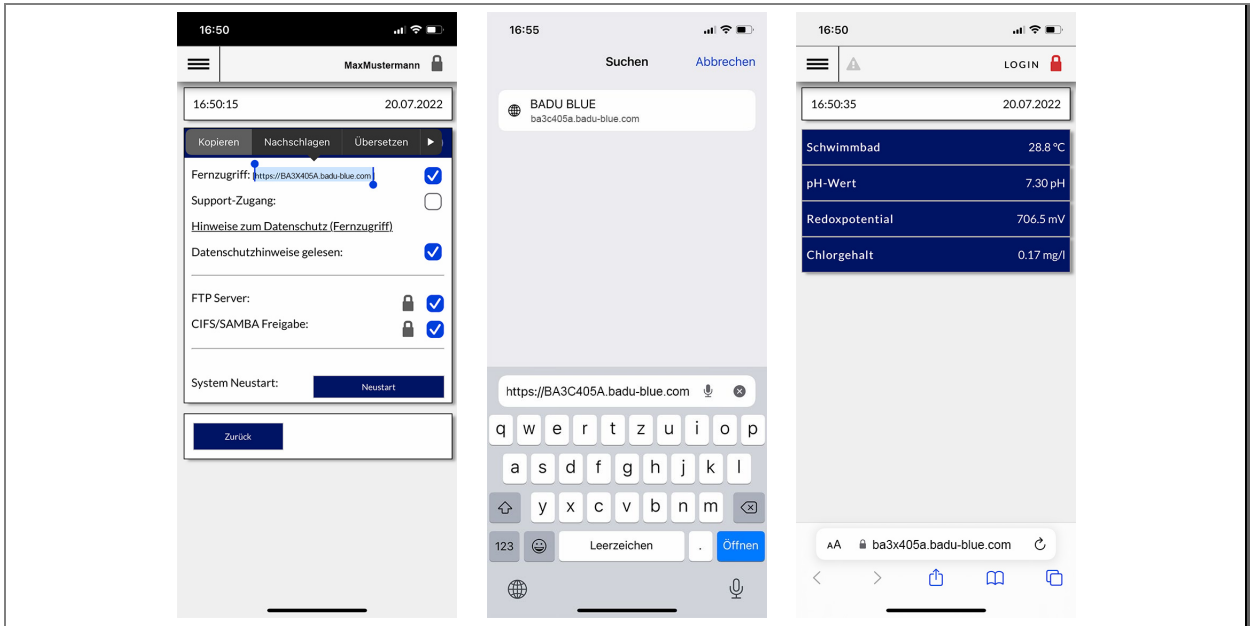 16:50
MaxMustermann
16:50:15 20.07.2022
Kopieren Nachschlagen Übersetzen
Fernzugriff: https://BA3X405A.badu-blue.com
Support-Zugang:
Hinweise zum Datenschutz (Fernzugriff)
Datenschutzhinweise gelesen:
FTP Server:
CIFS/SAMBA Freigabe:
System Neustart: Neustart
Zurück
16:55
Suchen Abbrechen
BADU BLUE
ba3c405a.badu-blue.com
https://BA3C405A.badu-blue.com
q w e r t z u i o p
a s d f g h j k l
y x c v b n m
123 Leerzeichen . Öffnen
16:50
LOGIN
16:50:35 20.07.2022
Schwimmbad 28.8 °C
pH-Wert 7.30 pH
Redoxpotential 706.5 mV
Chlorgehalt 0.17 mg/l
AA ba3x405a.badu-blue.com